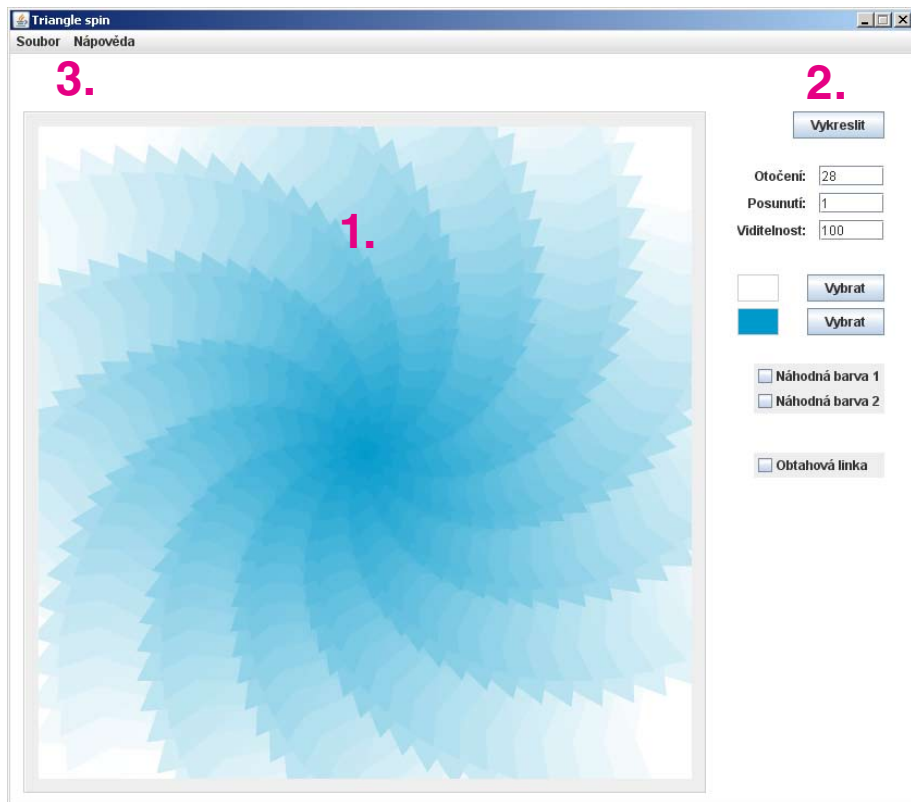 Triangle spin
Soubor Nápověda
3.
2.
Vykreslit
Otočení: 28
Posunutí: 1
1.
Viditelnost: 100
Vybrat
Vybrat
Náhodná barva 1
Náhodná barva 2
Obtahová linka